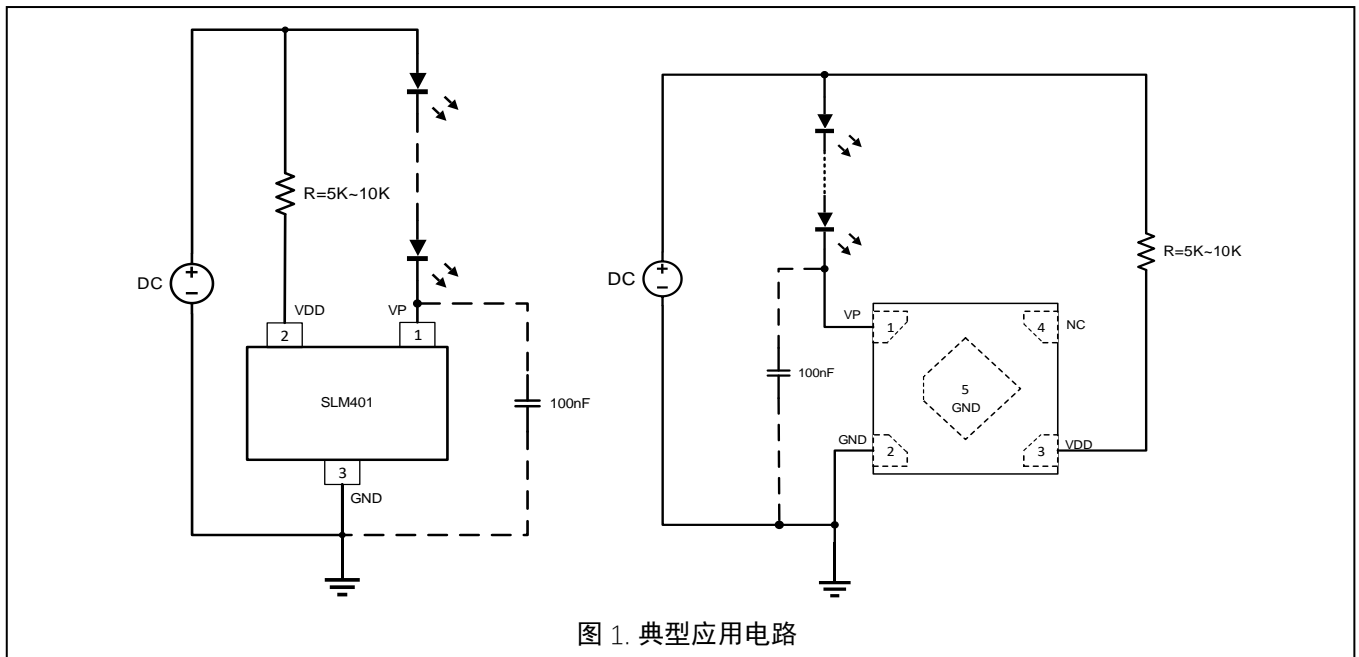 R=5K~10K
DC
+
−
VDD
VP
2
1
SLM401
100nF
3
GND
DC
+
−
R=5K~10K
VP
1
4
NC
100nF
5
GND
GND
2
3
VDD
图 1. 典型应用电路